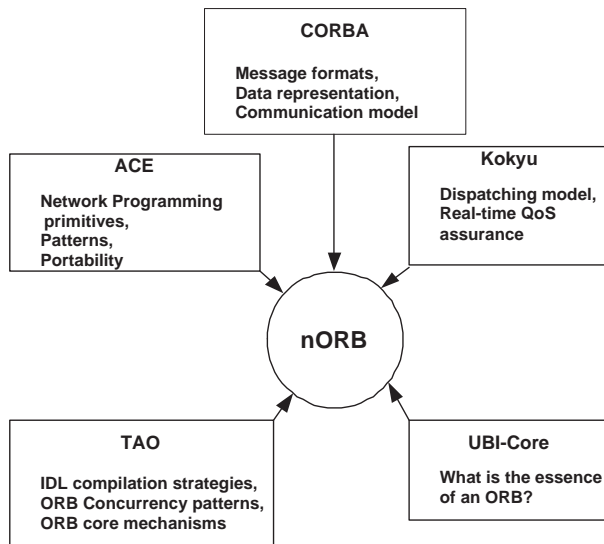 CORBA
Message formats,
Data representation,
Communication model
ACE
Network Programming
primitives,
Patterns,
Portability
Kokyu
Dispatching model,
Real-time QoS
assurance
nORB
TAO
IDL compilation strategies,
ORB Concurrency patterns,
ORB core mechanisms
UBI-Core
What is the essence
of an ORB?